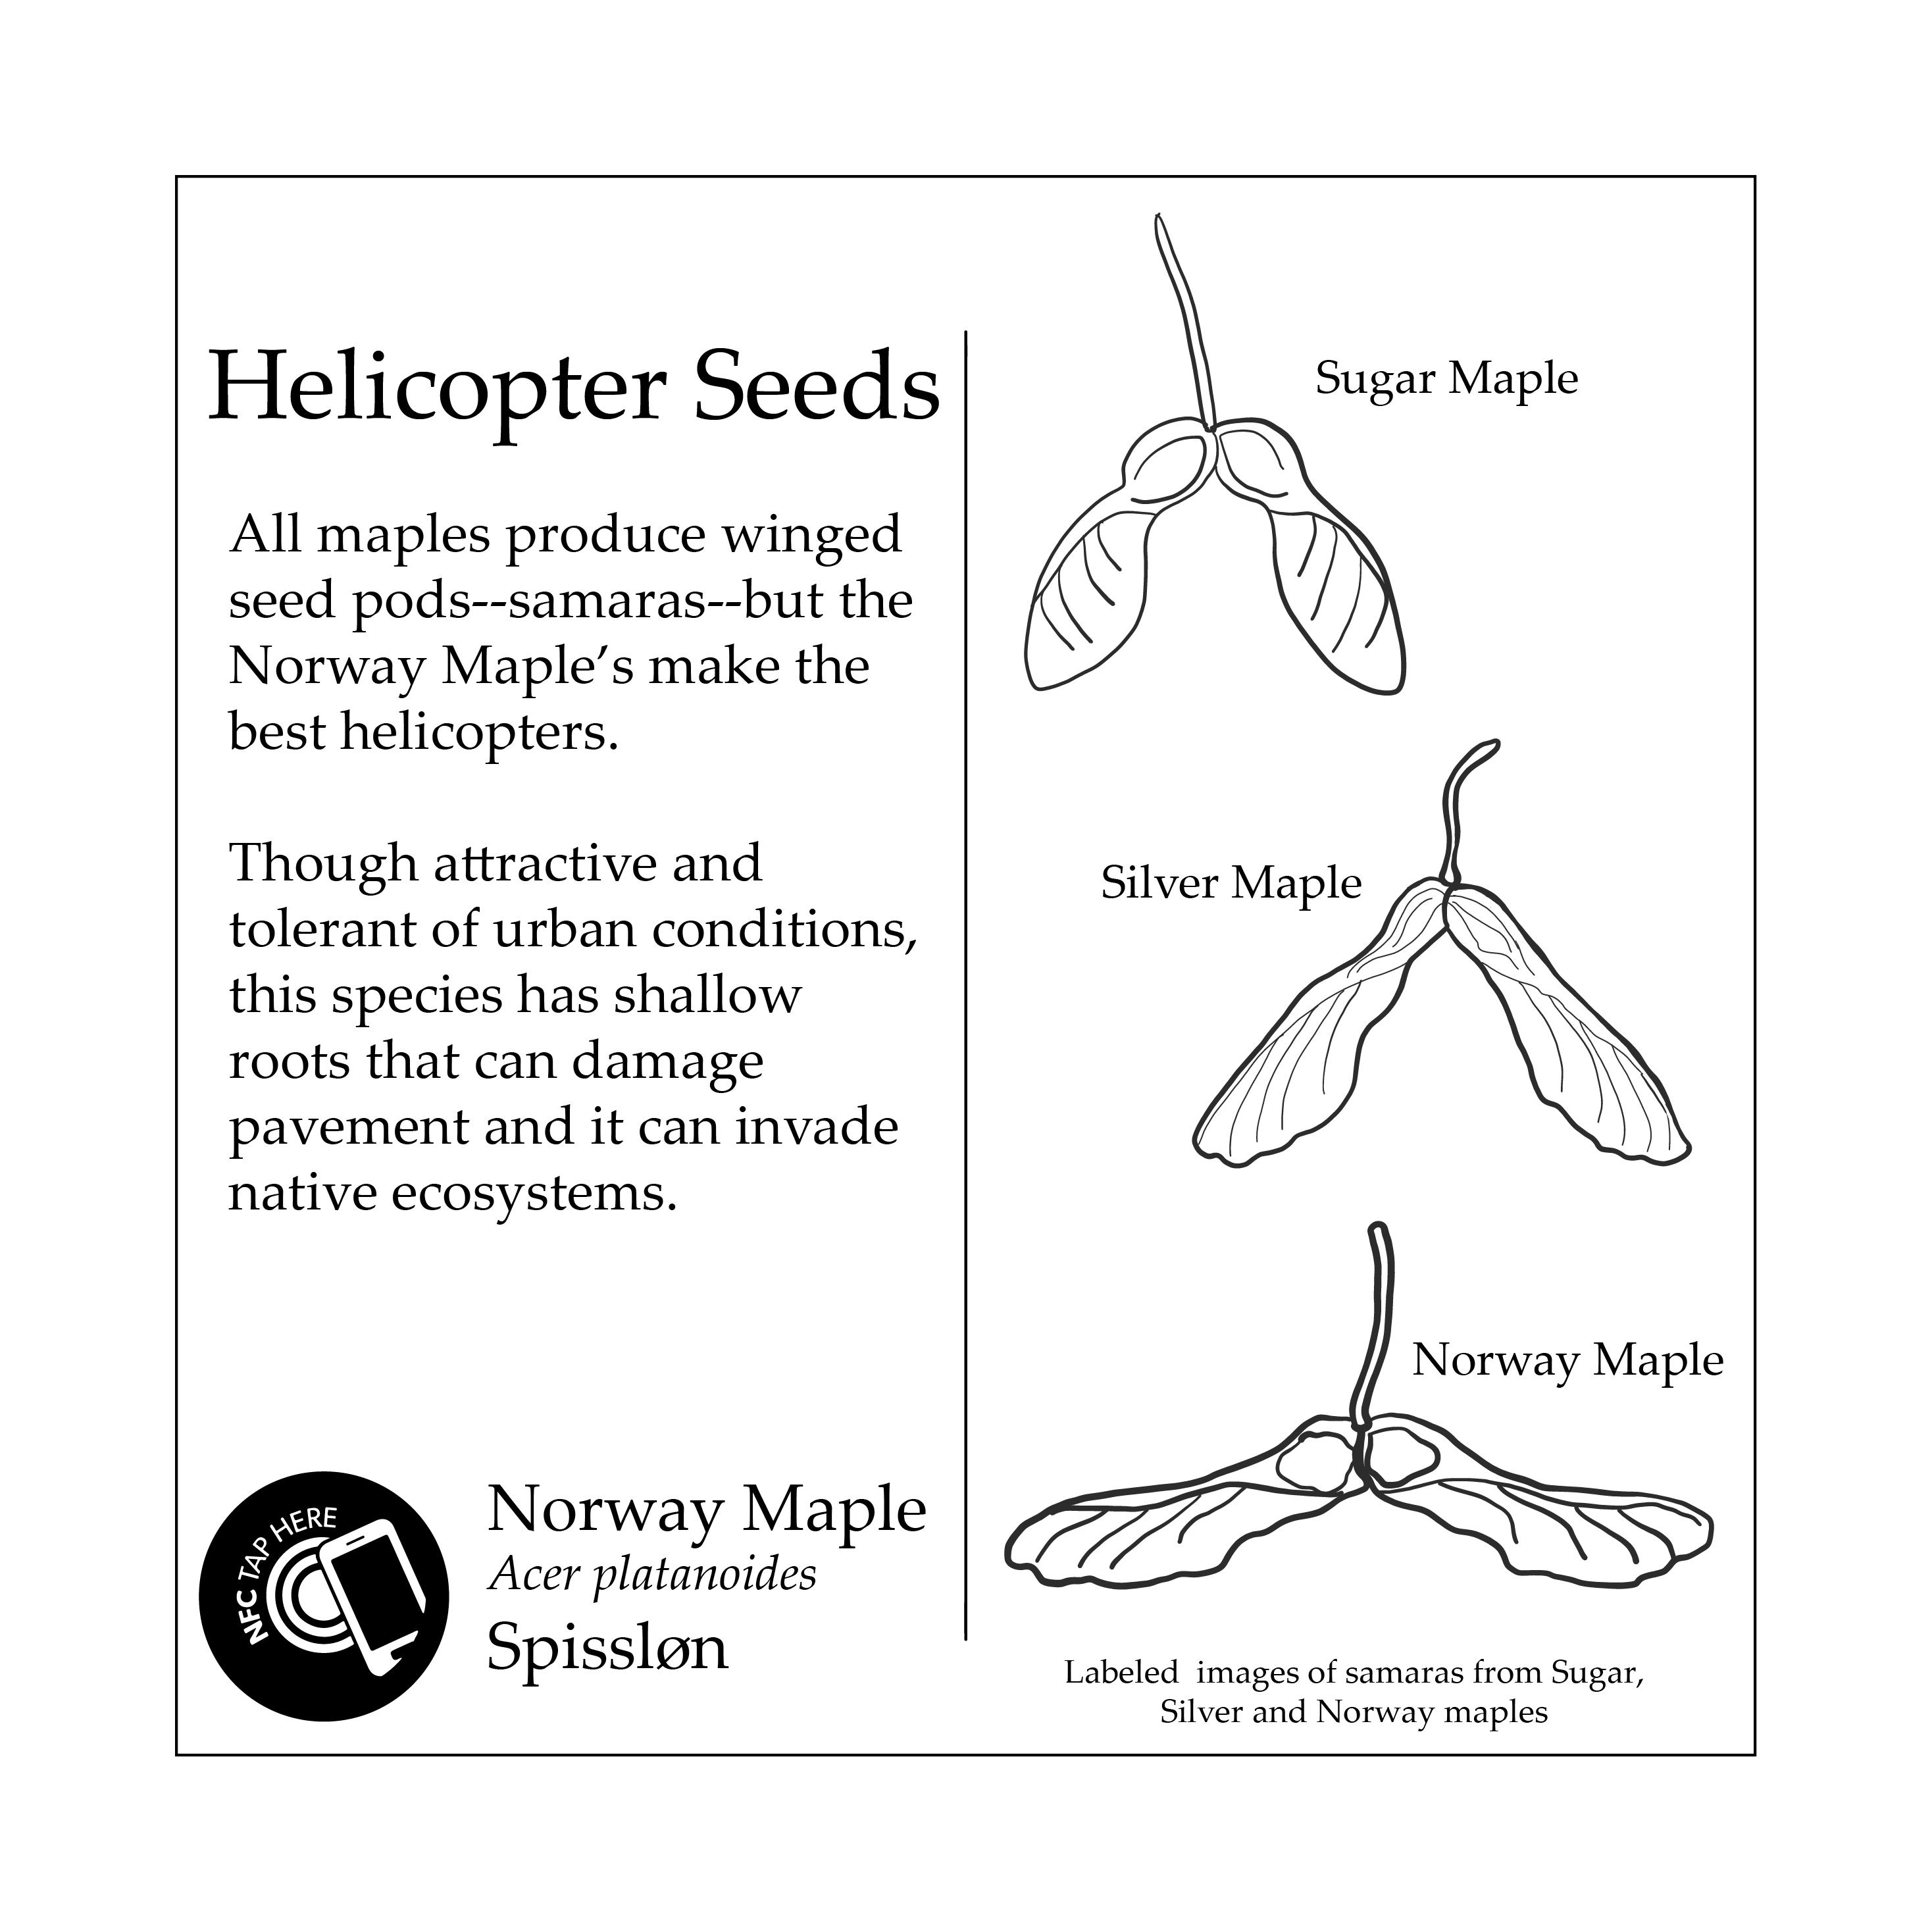 Helicopter Seeds
All maples produce winged
seed pods--samaras--but the
Norway Maple’s make the
best helicopters.
Though attractive and
tolerant of urban conditions,
this species has shallow
roots that can damage
pavement and it can invade
native ecosystems.
NFC TAP HERE
Norway Maple
Acer platanoides
Spissløn
Sugar Maple
Silver Maple
Norway Maple
Labeled  images of samaras from Sugar,
Silver and Norway maples